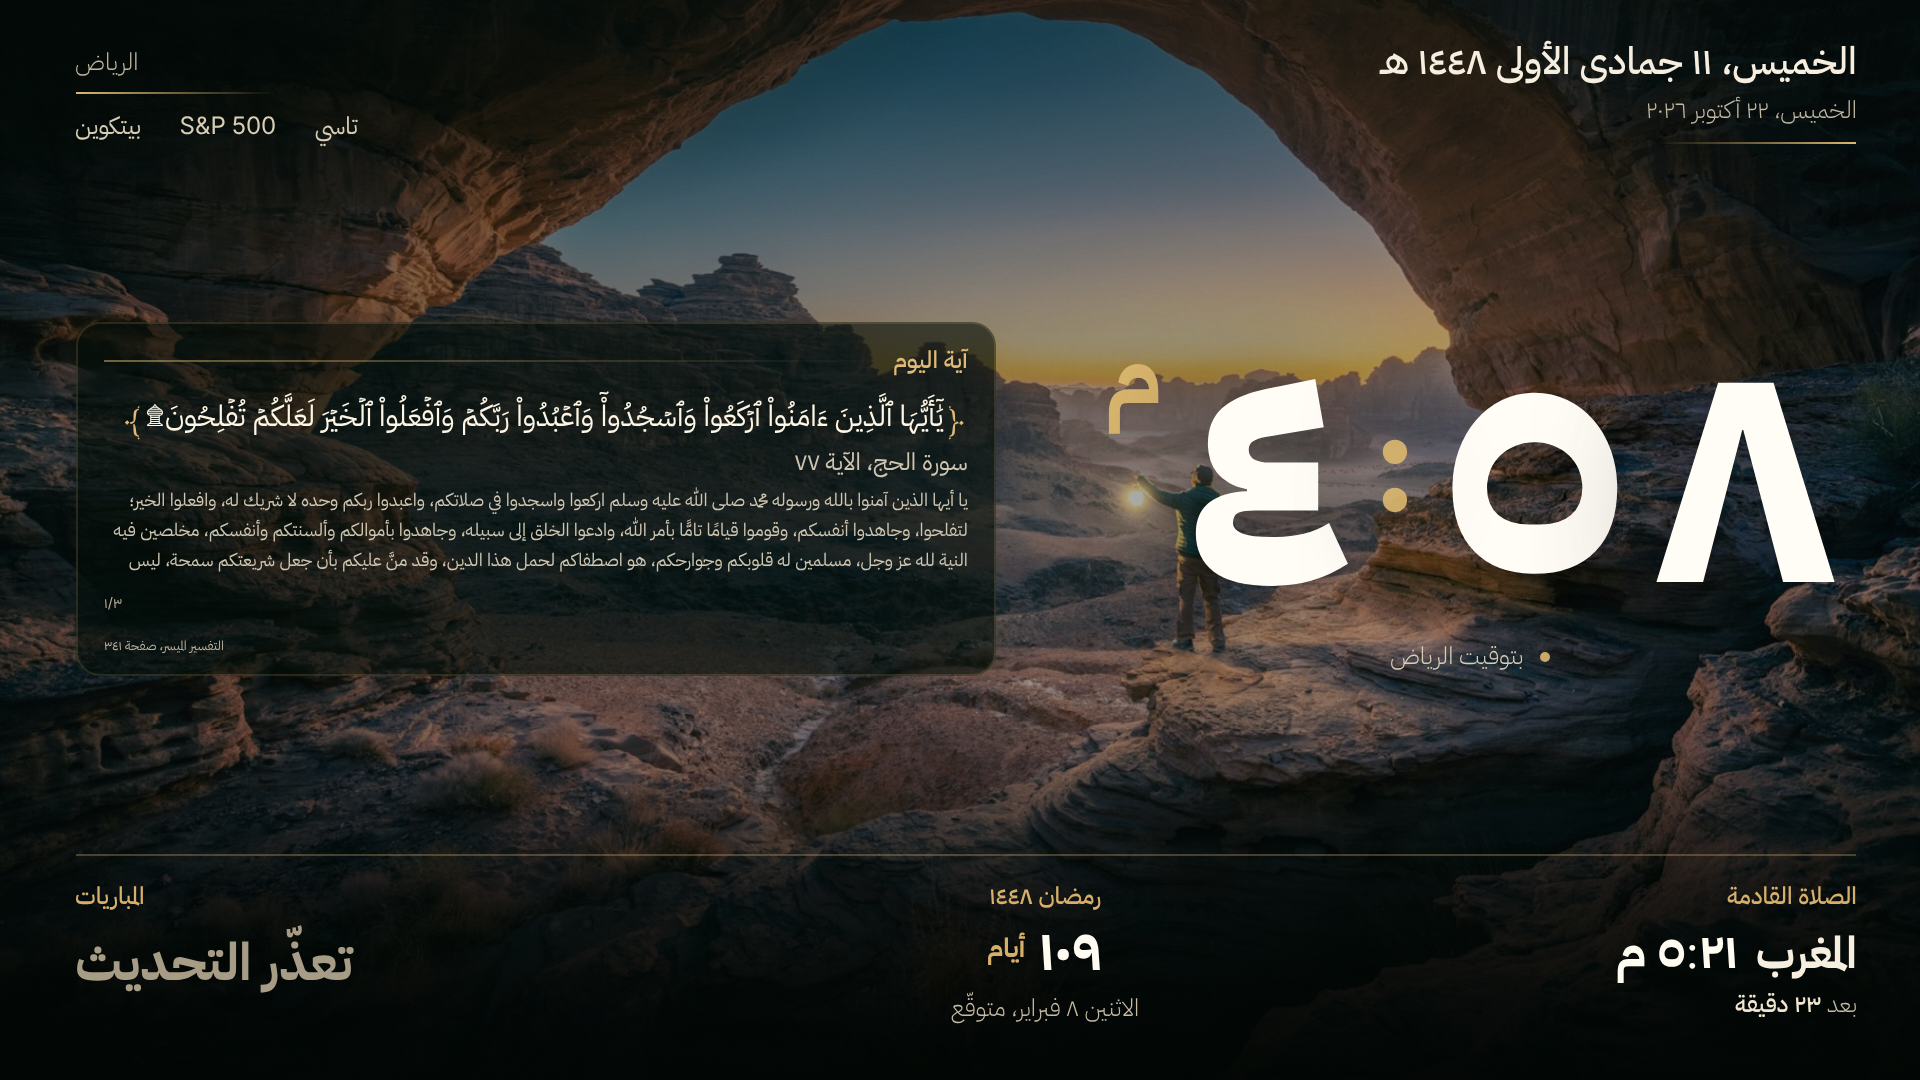 الخميس، ١١ جمادى الأولى ١٤٤٨ هـ
الخميس، ٢٢ أكتوبر ٢٠٢٦
الرياض
تاسي S&P 500 بيتكوين
٤:٥٨ م
بتوقيت الرياض
آية اليوم
﴿يَٰٓأَيُّهَا ٱلَّذِينَ ءَامَنُواْ ٱرۡكَعُواْ وَٱسۡجُدُواْۤ وَٱعۡبُدُواْ رَبَّكُمۡ وَٱفۡعَلُواْ ٱلۡخَيۡرَ لَعَلَّكُمۡ تُفۡلِحُونَ۩﴾
سورة الحج، الآية ٧٧
يا أيها الذين آمنوا بالله ورسوله محمد صلى الله عليه وسلم اركعوا واسجدوا في صلاتكم، واعبدوا ربكم وحده لا شريك له، وافعلوا الخير؛
لتفلحوا، وجاهدوا أنفسكم، وقوموا قيامًا تامًّا بأمر الله، وادعوا الخلق إلى سبيله، وجاهدوا بأموالكم وألسنتكم وأنفسكم، مخلصين فيه
النية لله عز وجل، مسلمين له قلوبكم وجوارحكم، هو اصطفاكم لحمل هذا الدين، وقد منَّ عليكم بأن جعل شريعتكم سمحة، ليس
١/٣
التفسير الميسر، صفحة ٣٤١
الصلاة القادمة
المغرب ٥:٢١ م
بعد ٢٣ دقيقة
رمضان ١٤٤٨
١٠٩ أيام
الاثنين ٨ فبراير، متوقّع
المباريات
تعذّر التحديث